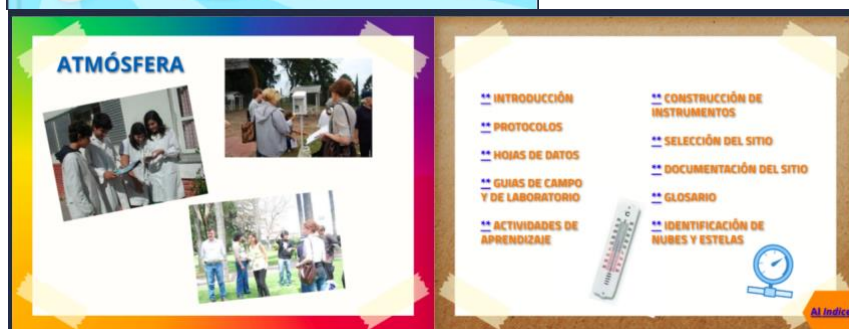 ATMÓSFERA
** INTRODUCCIÓN
** PROTOCOLOS
** HOJAS DE DATOS
** GUIAS DE CAMPO
Y DE LABORATORIO
** ACTIVIDADES DE
APRENDIZAJE
** CONSTRUCCIÓN DE
INSTRUMENTOS
** SELECCIÓN DEL SITIO
** DOCUMENTACIÓN DEL SITIO
** GLOSARIO
** IDENTIFICACIÓN DE
NUBES Y ESTELAS
Al Indice